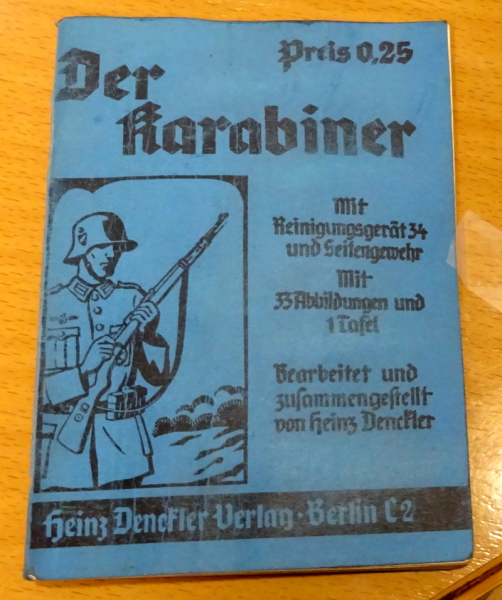 Preis 0,25
Der
Karabiner
Mit
Reinigungsgerät 34
und Seitengewehr
Mit
33 Abbildungen und
1 Tafel
Bearbeitet und
zusammengestellt
von Heinz Denckler
Heinz Denckler Verlag · Berlin C 2